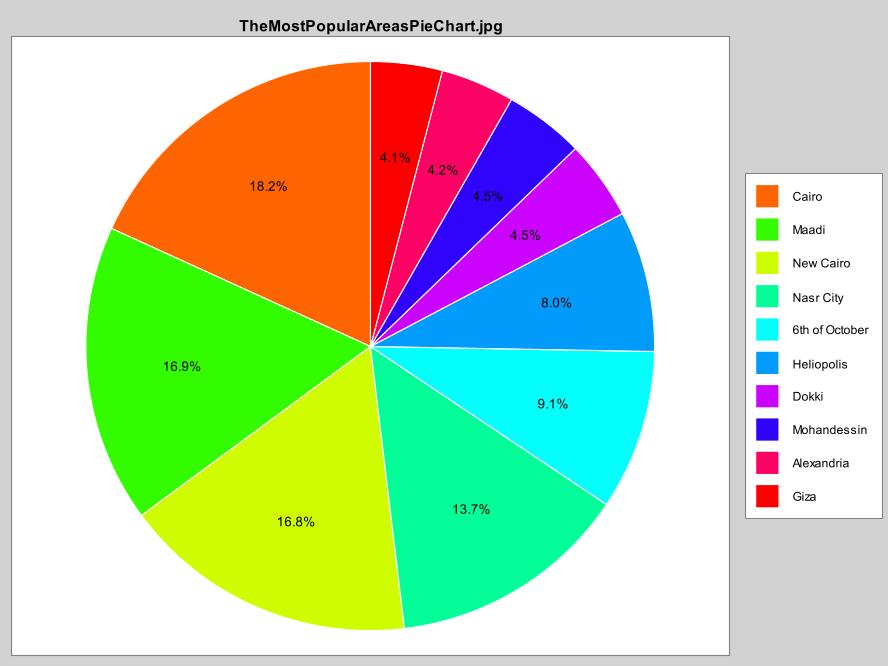 TheMostPopularAreasPieChart.jpg
4.1%
4.2%
18.2%
4.5%
4.5%
8.0%
16.9%
9.1%
13.7%
16.8%
Cairo
Maadi
New Cairo
Nasr City
6th of October
Heliopolis
Dokki
Mohandessin
Alexandria
Giza